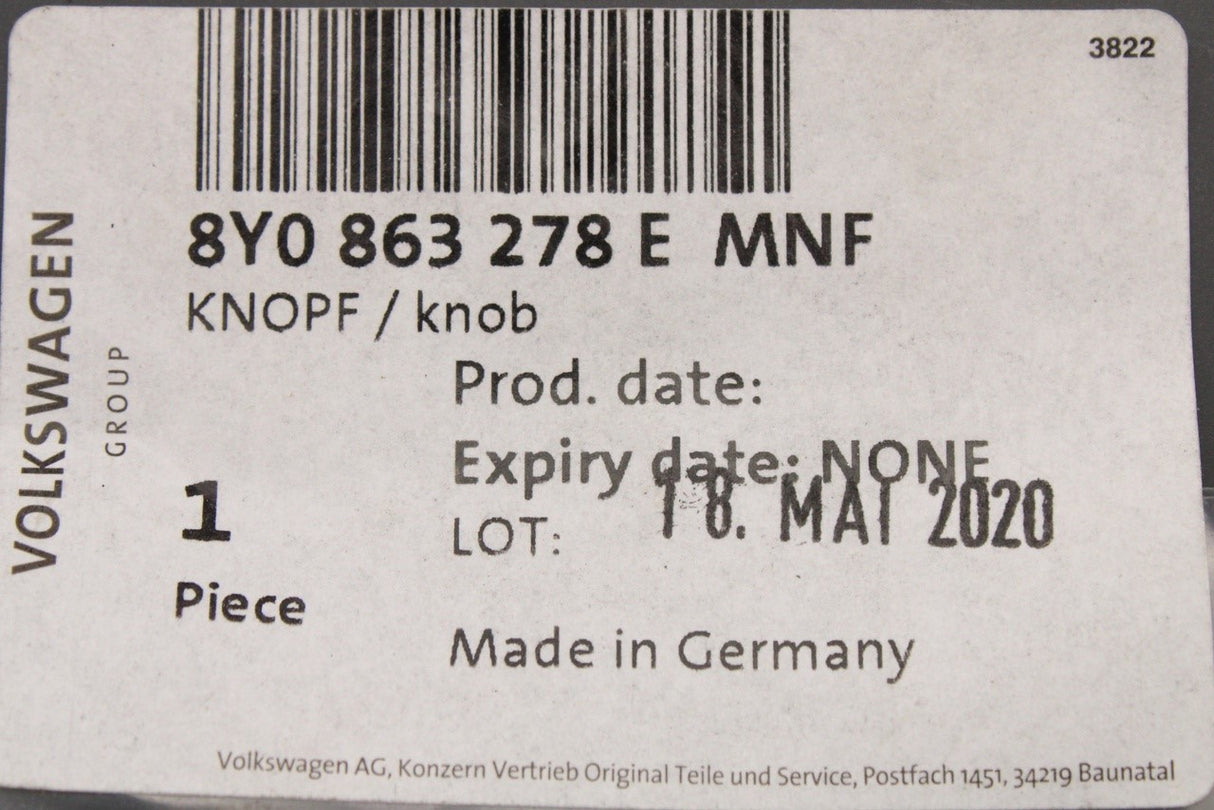 3822
8Y0 863 278 E MNF
KNOPF / knob
Prod. date:
Expiry date: NONE
18. MAI 2020
LOT:
1
Piece
Made in Germany
VOLKSWAGEN
GROUP
Volkswagen AG, Konzern Vertrieb Original Teile und Service, Postfach 1451, 34219 Baunatal